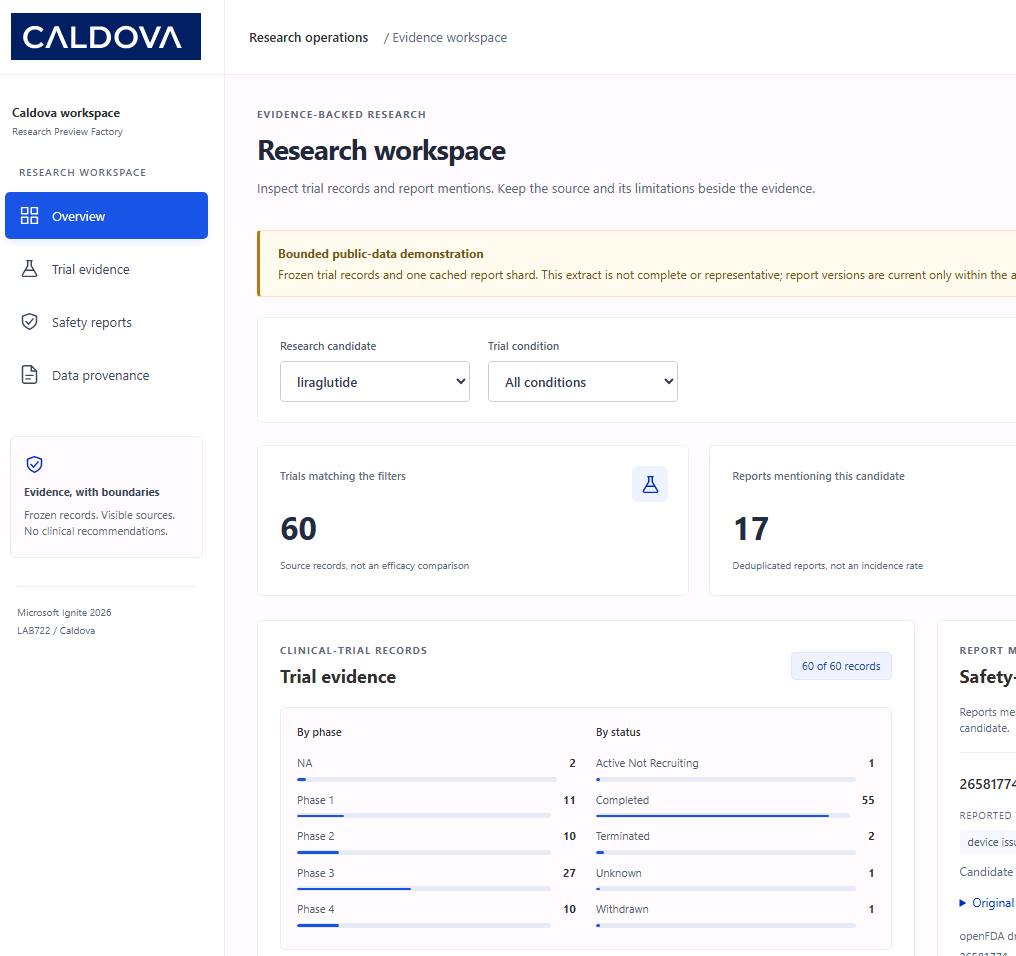 CALDOVA
Research operations / Evidence workspace
Caldova workspace
Research Preview Factory
RESEARCH WORKSPACE
Overview
Trial evidence
Safety reports
Data provenance
Evidence, with boundaries
Frozen records. Visible sources.
No clinical recommendations.
Microsoft Ignite 2026
LAB722 / Caldova
EVIDENCE-BACKED RESEARCH
Research workspace
Inspect trial records and report mentions. Keep the source and its limitations beside the evidence.
Bounded public-data demonstration
Frozen trial records and one cached report shard. This extract is not complete or representative; report versions are current only within the
Research candidate
liraglutide
Trial condition
All conditions
Trials matching the filters
60
Source records, not an efficacy comparison
Reports mentioning this candidate
17
Deduplicated reports, not an incidence rate
CLINICAL-TRIAL RECORDS
Trial evidence
60 of 60 records
By phase
NA 2
Phase 1 11
Phase 2 10
Phase 3 27
Phase 4 10
By status
Active Not Recruiting 1
Completed 55
Terminated 2
Unknown 1
Withdrawn 1
REPORT M
Safety-
Reports me
candidate.
26581774
REPORTED
device issu
Candidate
Original
openFDA dr